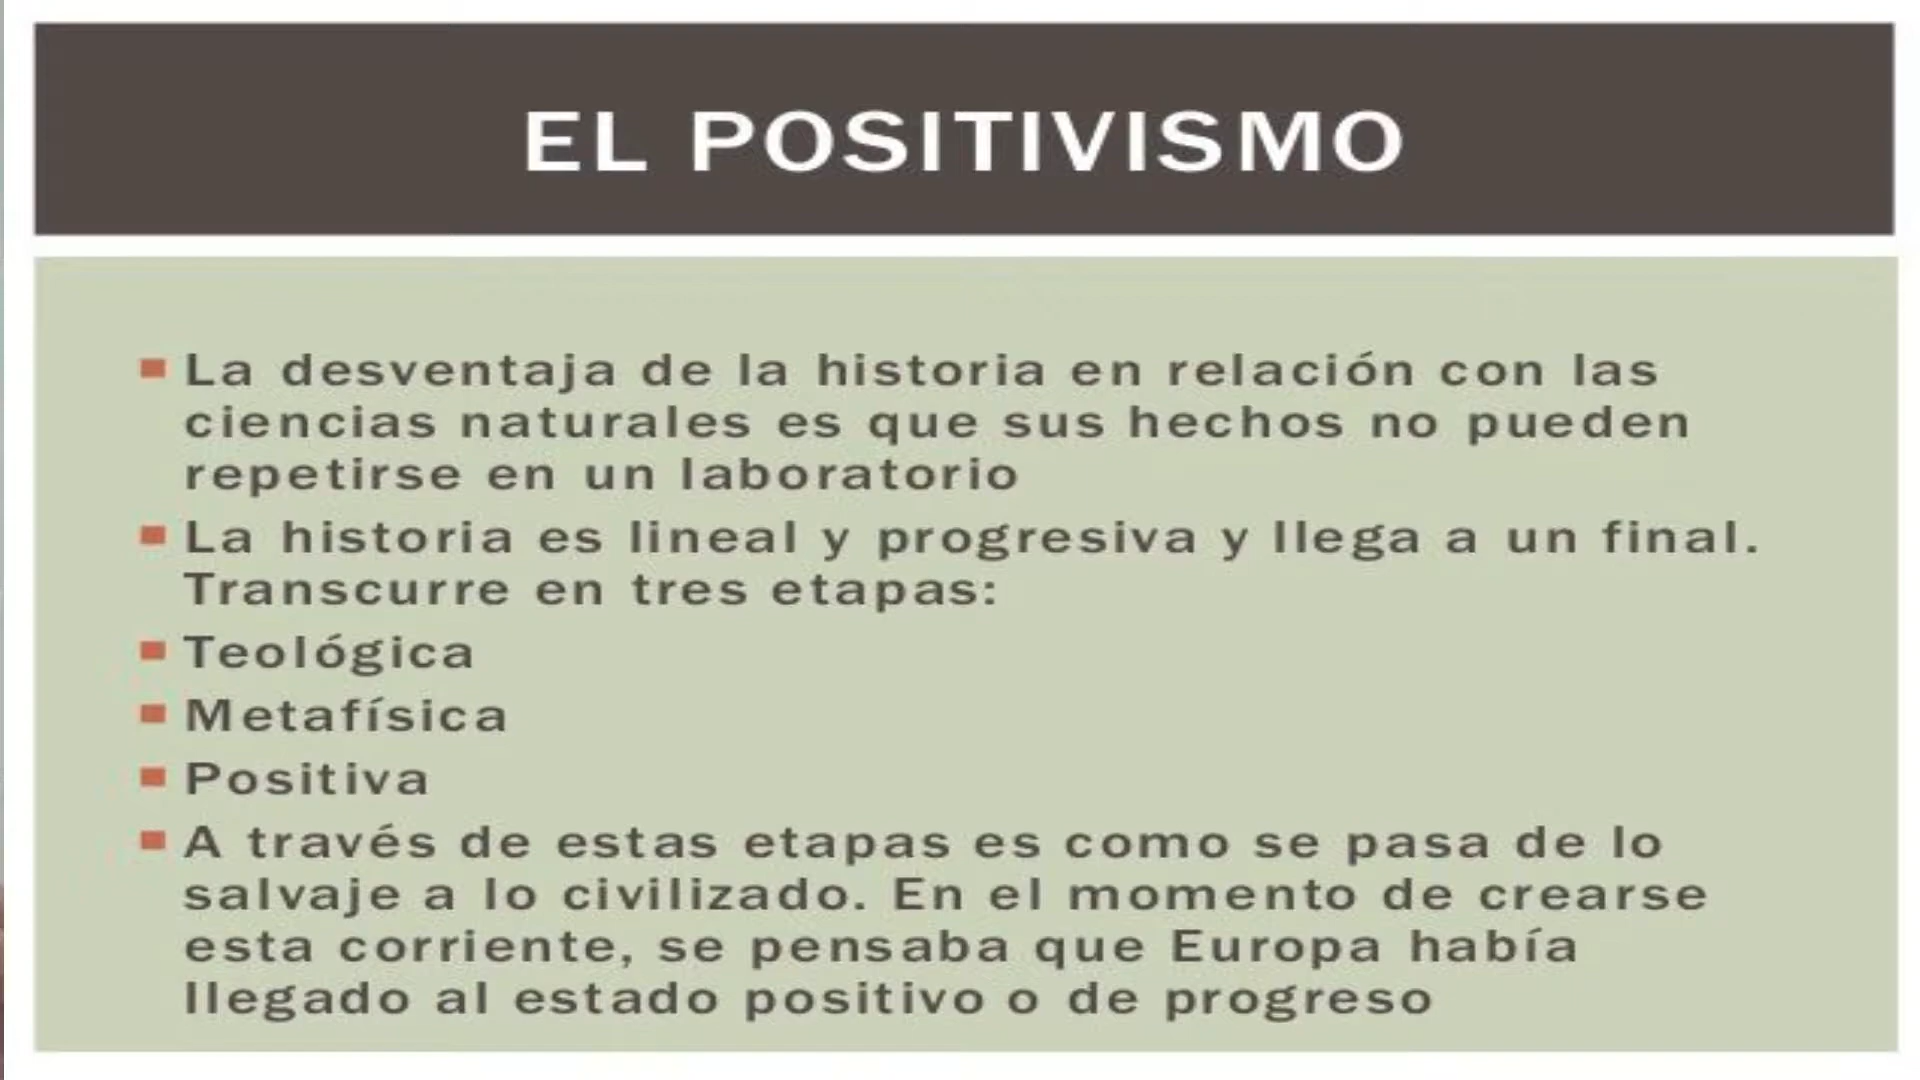 EL POSITIVISMO
La desventaja de la historia en relación con las
ciencias naturales es que sus hechos no pueden
repetirse en un laboratorio
La historia es lineal y progresiva y llega a un final.
Transcurre en tres etapas:
Teológica
Metafísica
Positiva
A través de estas etapas es como se pasa de lo
salvaje a lo civilizado. En el momento de crearse
esta corriente, se pensaba que Europa había
llegado al estado positivo o de progreso